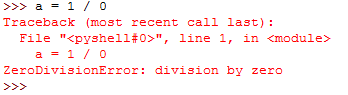 >>> a = 1 / 0
Traceback (most recent call last):
  File "<pyshell#0>", line 1, in <module>
    a = 1 / 0
ZeroDivisionError: division by zero
>>>